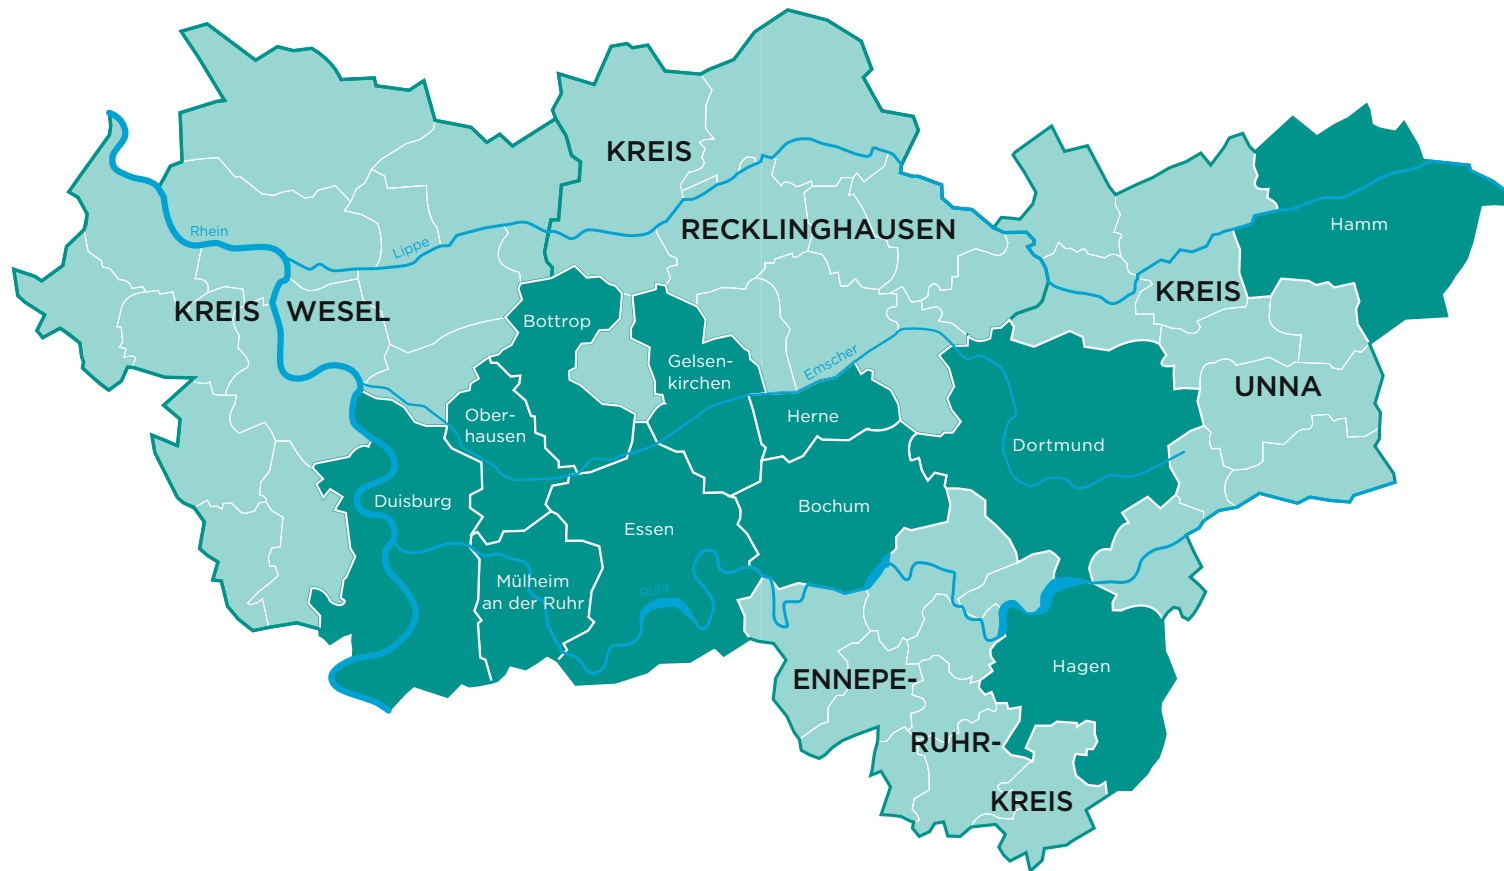 KREIS
RECKLINGHAUSEN
Hamm
Rhein
Lippe
KREIS WESEL
KREIS
UNNA
Bottrop
Gelsen-
kirchen
Emscher
Ober-
hausen
Herne
Dortmund
Duisburg
Essen
Bochum
Mülheim
an der Ruhr
Ruhr
Hagen
ENNEPE-
RUHR-
KREIS